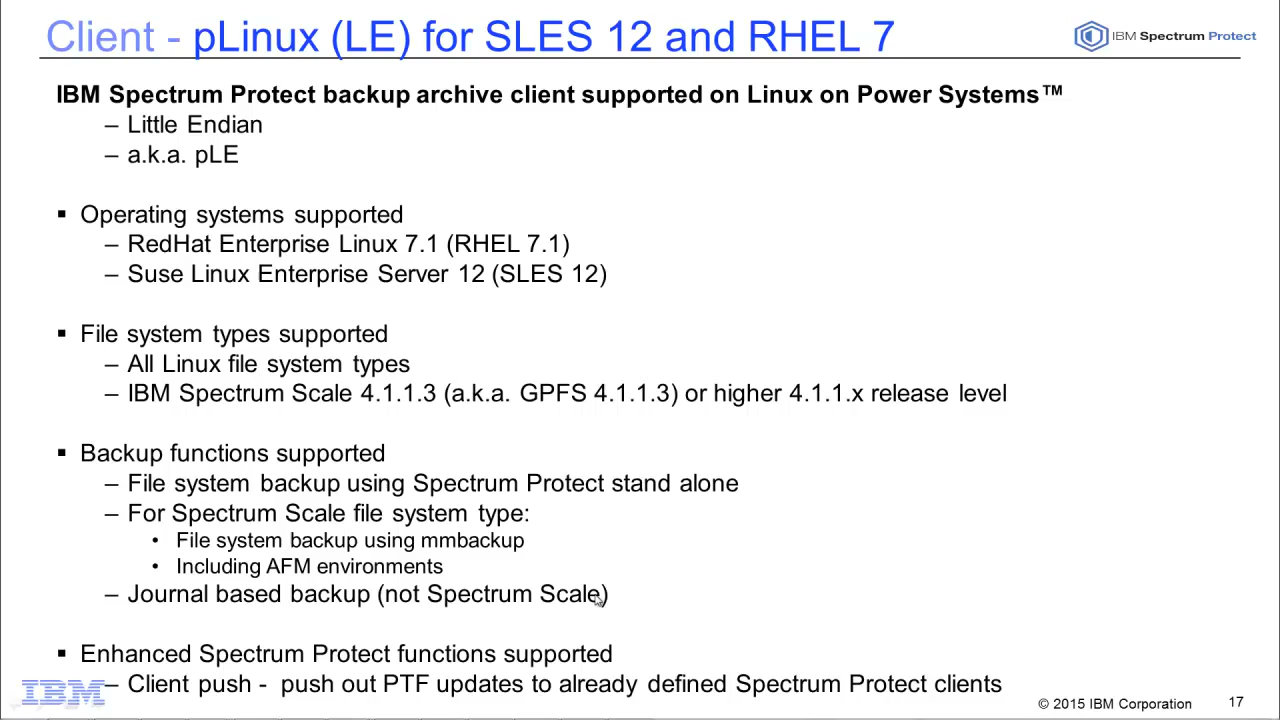 Client - pLinux (LE) for SLES 12 and RHEL 7
IBM Spectrum Protect
IBM Spectrum Protect backup archive client supported on Linux on Power Systems™
– Little Endian
– a.k.a. pLE
▪ Operating systems supported
– RedHat Enterprise Linux 7.1 (RHEL 7.1)
– Suse Linux Enterprise Server 12 (SLES 12)
▪ File system types supported
– All Linux file system types
– IBM Spectrum Scale 4.1.1.3 (a.k.a. GPFS 4.1.1.3) or higher 4.1.1.x release level
▪ Backup functions supported
– File system backup using Spectrum Protect stand alone
– For Spectrum Scale file system type:
• File system backup using mmbackup
• Including AFM environments
– Journal based backup (not Spectrum Scale)
▪ Enhanced Spectrum Protect functions supported
– Client push - push out PTF updates to already defined Spectrum Protect clients
IBM
© 2015 IBM Corporation
17